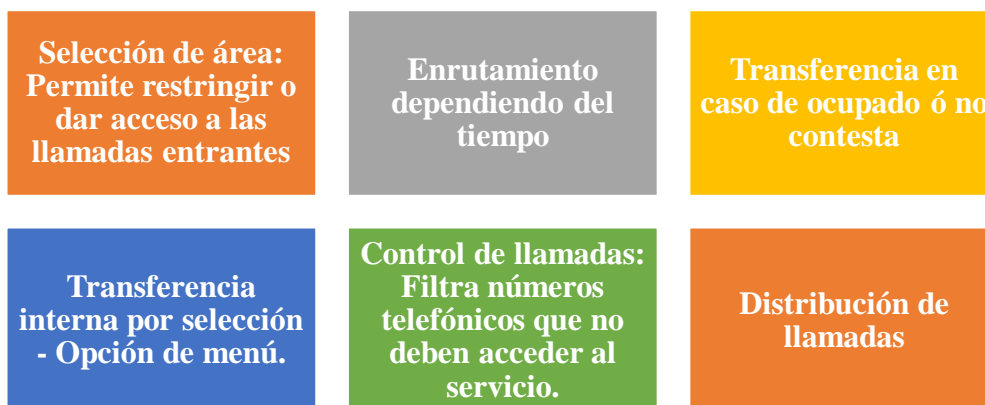 Selección de área:
Permite restringir o
dar acceso a las
llamadas entrantes
Enrutamiento
dependiendo del
tiempo
Transferencia en
caso de ocupado ó no
contesta
Transferencia
interna por selección
- Opción de menú.
Control de llamadas:
Filtra números
telefónicos que no
deben acceder al
servicio.
Distribución de
llamadas